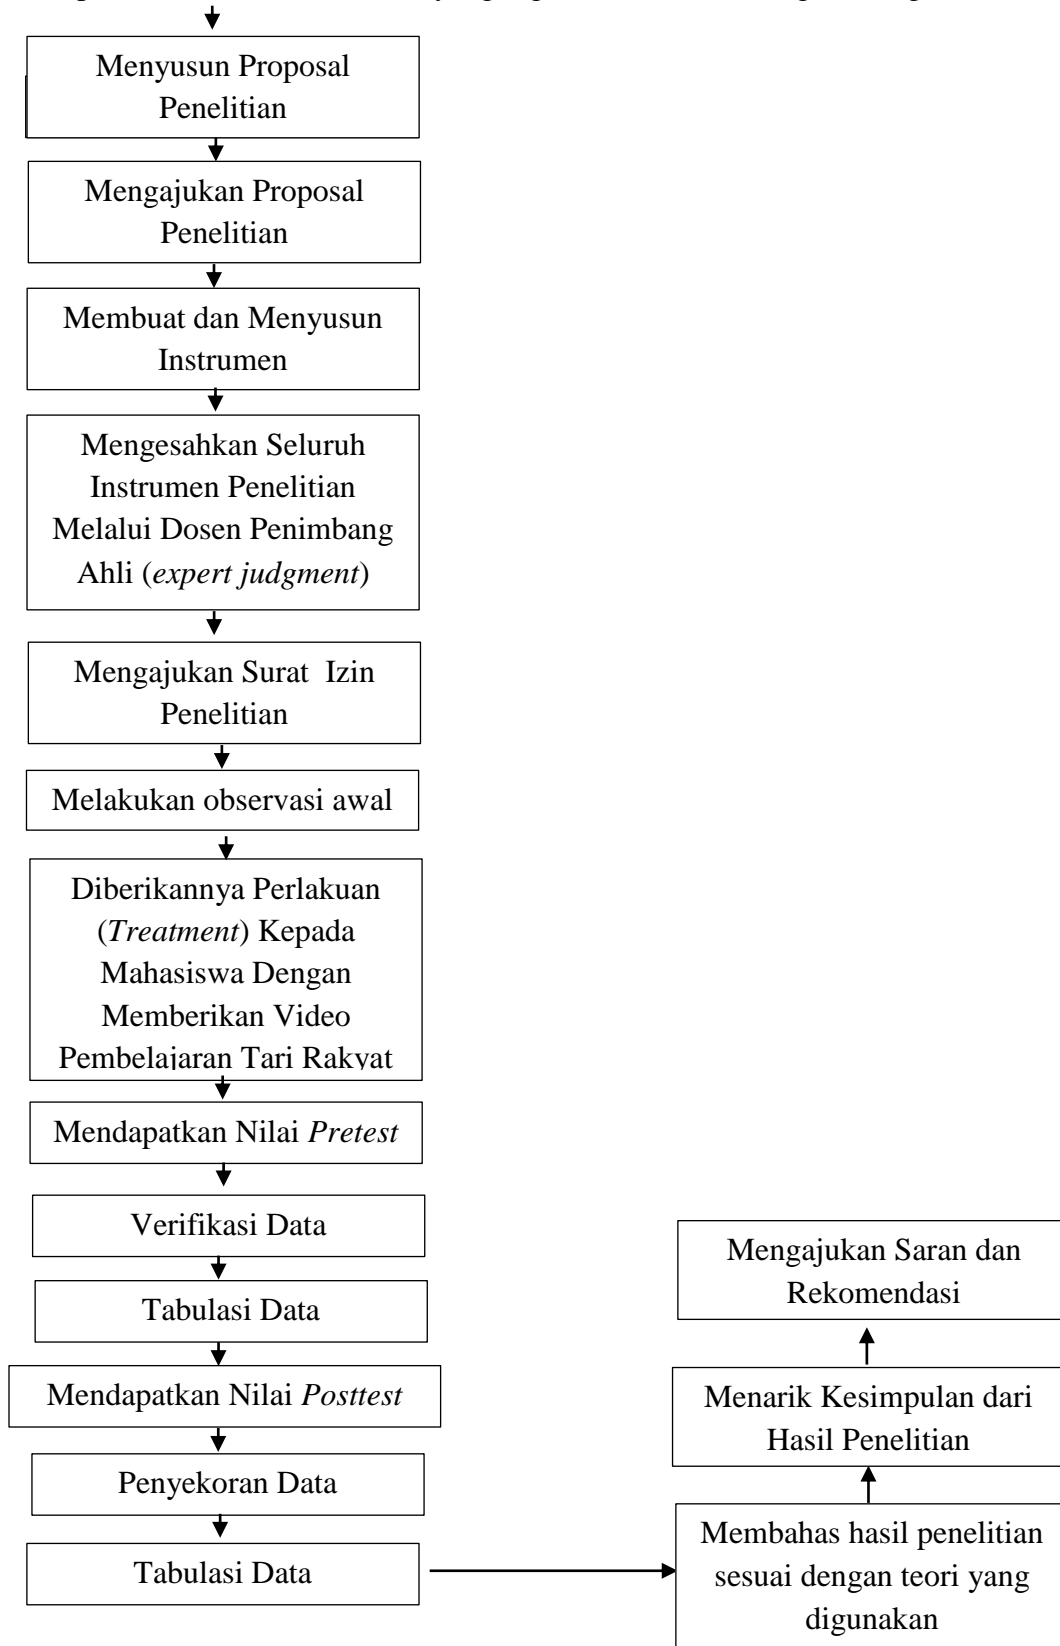 Menyusun Proposal
Penelitian
Mengajukan Proposal
Penelitian
Membuat dan Menyusun
Instrumen
Mengesahkan Seluruh
Instrumen Penelitian
Melalui Dosen Penimbang
Ahli (expert judgment)
Mengajukan Surat Izin
Penelitian
Melakukan observasi awal
Diberikannya Perlakuan
(Treatment) Kepada
Mahasiswa Dengan
Memberikan Video
Pembelajaran Tari Rakyat
Mendapatkan Nilai Pretest
Verifikasi Data
Tabulasi Data
Mendapatkan Nilai Posttest
Penyekoran Data
Tabulasi Data
Membahas hasil penelitian
sesuai dengan teori yang
digunakan
Menarik Kesimpulan dari
Hasil Penelitian
Mengajukan Saran dan
Rekomendasi